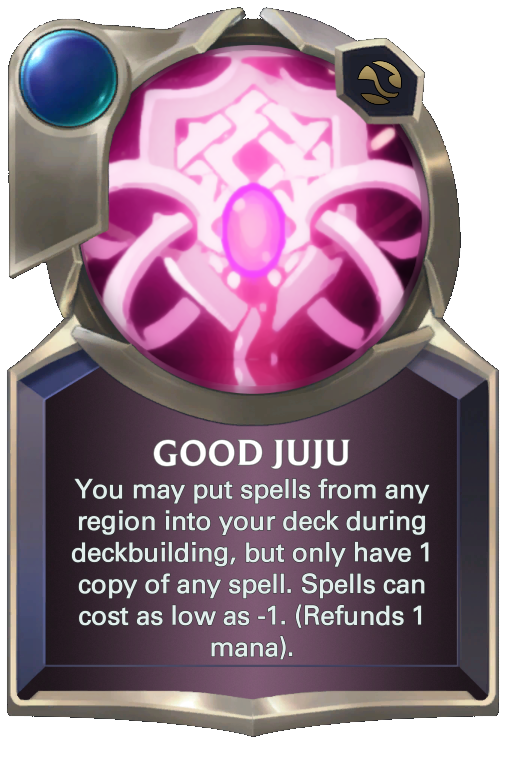 GOOD JUJU
You may put spells from any
region into your deck during
deckbuilding, but only have 1
copy of any spell. Spells can
cost as low as -1. (Refunds 1
mana).